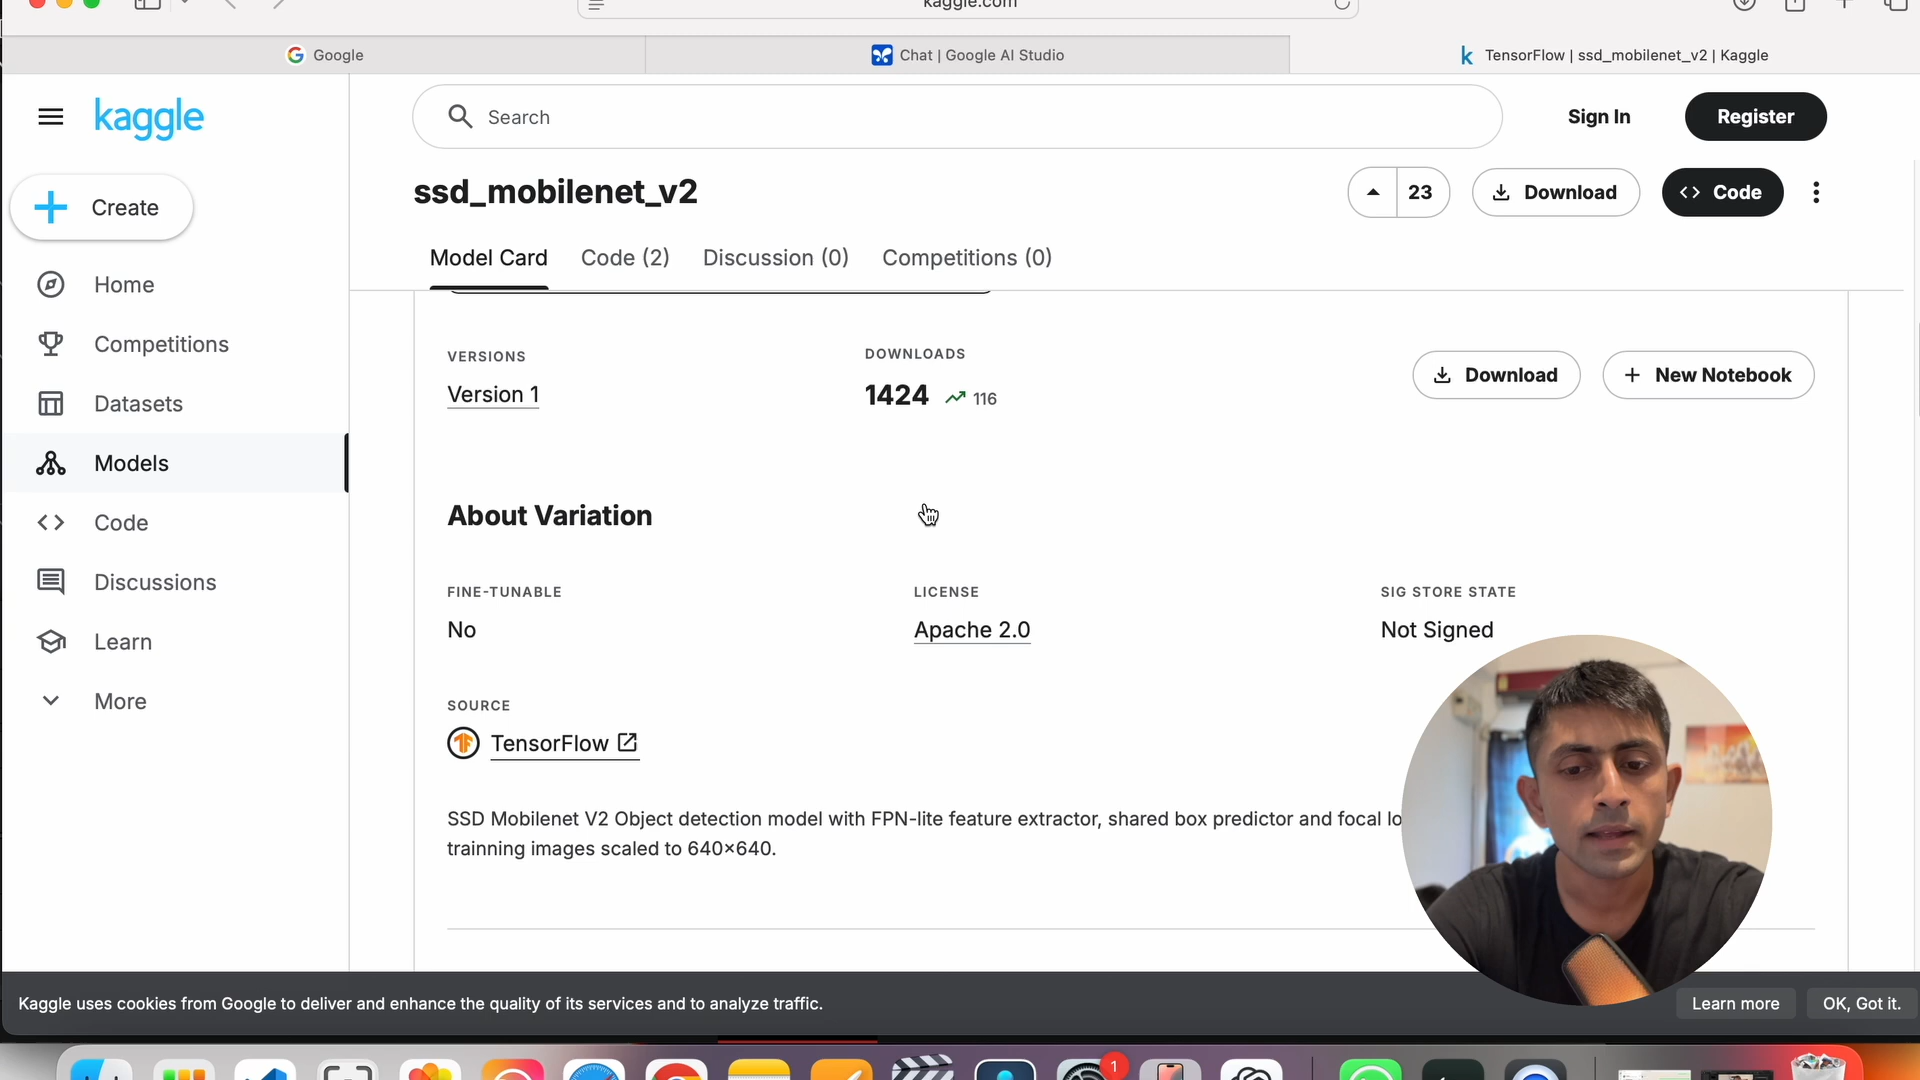 kaggle.com
Google
Chat | Google AI Studio
TensorFlow | ssd_mobilenet_v2 | Kaggle
kaggle
Search
Sign In
Register
Create
ssd_mobilenet_v2
23
Download
Code
Model Card
Code (2)
Discussion (0)
Competitions (0)
Home
Competitions
Datasets
Models
Code
Discussions
Learn
More
VERSIONS
Version 1
DOWNLOADS
1424
116
Download
New Notebook
About Variation
FINE-TUNABLE
No
LICENSE
Apache 2.0
SIG STORE STATE
Not Signed
SOURCE
TensorFlow
SSD Mobilenet V2 Object detection model with FPN-lite feature extractor, shared box predictor and focal lo
trainning images scaled to 640×640.
Kaggle uses cookies from Google to deliver and enhance the quality of its services and to analyze traffic.
Learn more
OK, Got it.
1